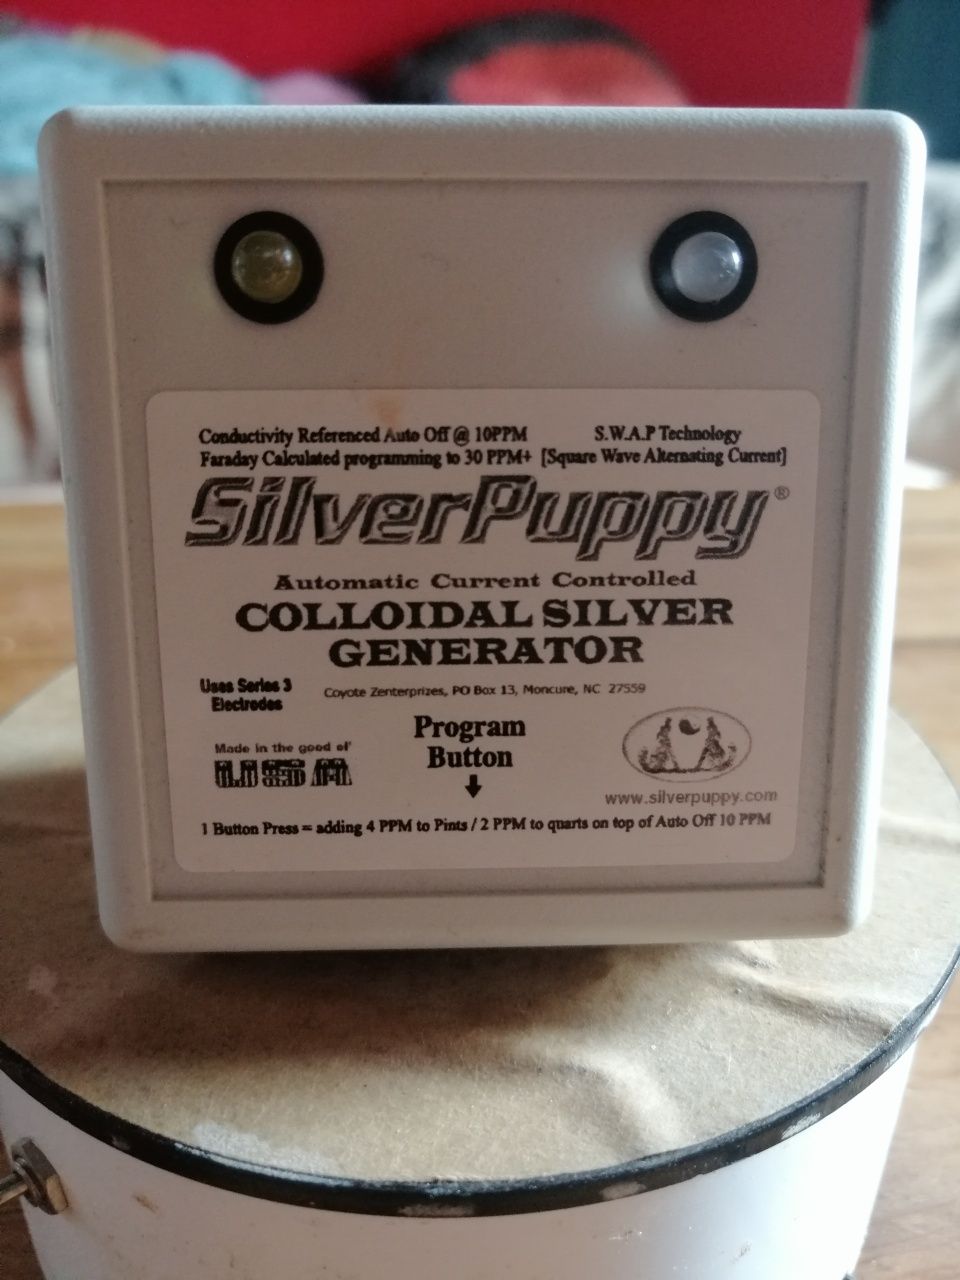 Conductivity Referenced Auto Off @ 10PPM S.W.A.P Technology
Faraday Calculated programming to 30 PPM+ [Square Wave Alternating Current]
SilverPuppy®
Automatic Current Controlled
COLLOIDAL SILVER
GENERATOR
Uses Series 3
Electrodes
Coyote Zenterprizes, PO Box 13, Moncure, NC 27559
Program
Button
Made in the good ol'
USA
www.silverpuppy.com
1 Button Press = adding 4 PPM to Pints / 2 PPM to quarts on top of Auto Off 10 PPM